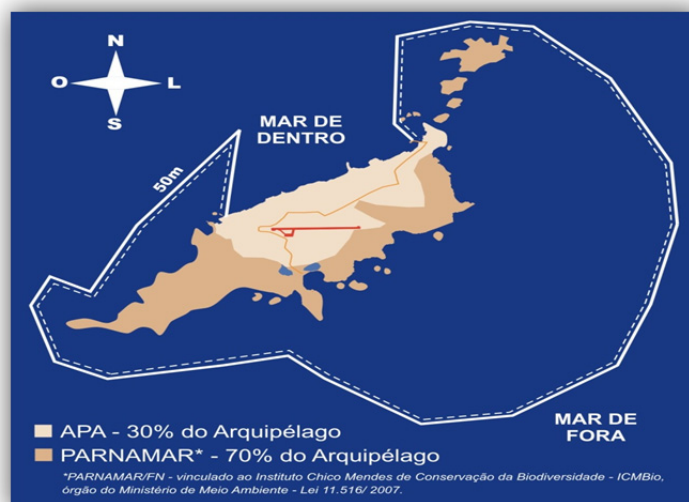 N
O L
S
MAR DE
DENTRO
50m
MAR DE
FORA
APA - 30% do Arquipélago
PARNAMAR* - 70% do Arquipélago
*PARNAMAR/FN - vinculado ao Instituto Chico Mendes de Conservação da Biodiversidade - ICMBio,
órgão do Ministério de Meio Ambiente - Lei 11.516/ 2007.